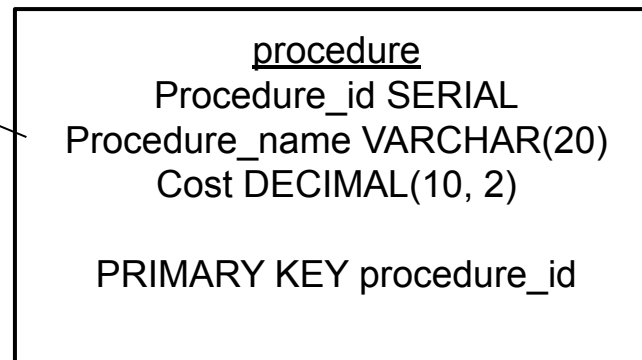 procedure
Procedure_id SERIAL
Procedure_name VARCHAR(20)
Cost DECIMAL(10, 2)
PRIMARY KEY procedure_id